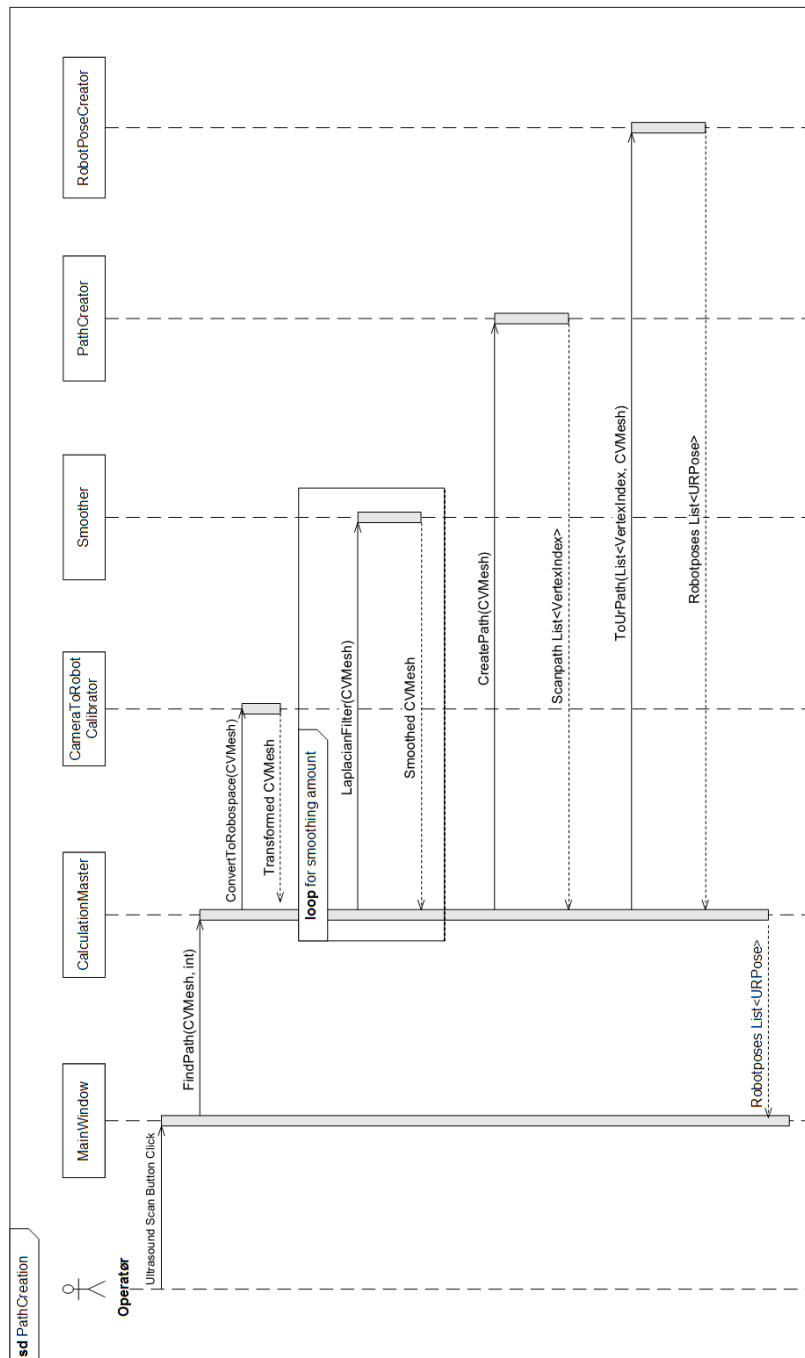 sd PathCreation
Operatør
MainWindow
CalculationMaster
CameraToRobot
Calibrator
Smoother
PathCreator
RobotPoseCreator
Ultrasound Scan Button Click
FindPath(CVMesh, int)
ConvertToRobospace(CVMesh)
Transformed CVMesh
loop for smoothing amount
LaplacianFilter(CVMesh)
Smoothed CVMesh
CreatePath(CVMesh)
Scanpath List<VertexIndex>
ToUrPath(List<VertexIndex, CVMesh)
Robotposes List<URPose>
Robotposes List<URPose>